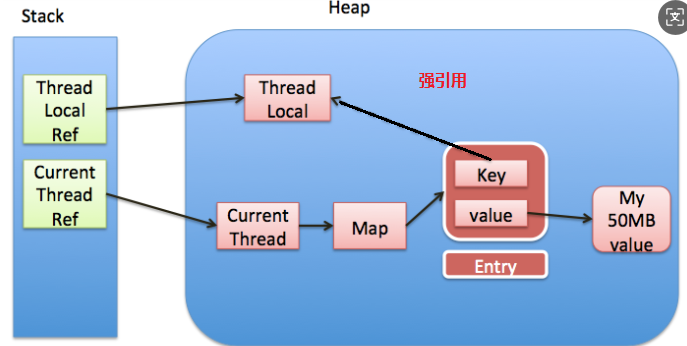 Stack
Heap
Thread
Local
Ref
Thread
Local
强引用
Current
Thread
Ref
Current
Thread
Map
Key
value
Entry
My
50MB
value
文